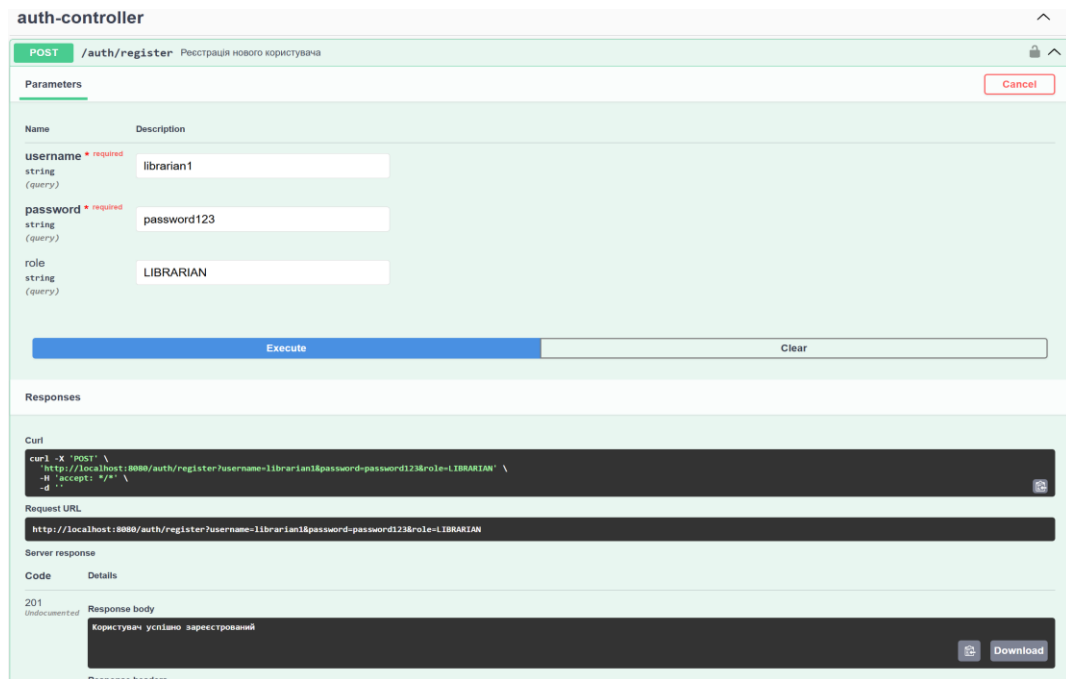 auth-controller
POST /auth/register Реєстрація нового користувача
Parameters
Cancel
Name Description
username * required
string
(query)
librarian1
password * required
string
(query)
password123
role
string
(query)
LIBRARIAN
Execute Clear
Responses
Curl
curl -X 'POST' \
'http://localhost:8080/auth/register?username=librarian1&password=password123&role=LIBRARIAN' \
-H 'accept: */*' \
-d ''
Request URL
http://localhost:8080/auth/register?username=librarian1&password=password123&role=LIBRARIAN
Server response
Code Details
201
Undocumented
Response body
Користувач успішно зареєстрований
Download
Response headers